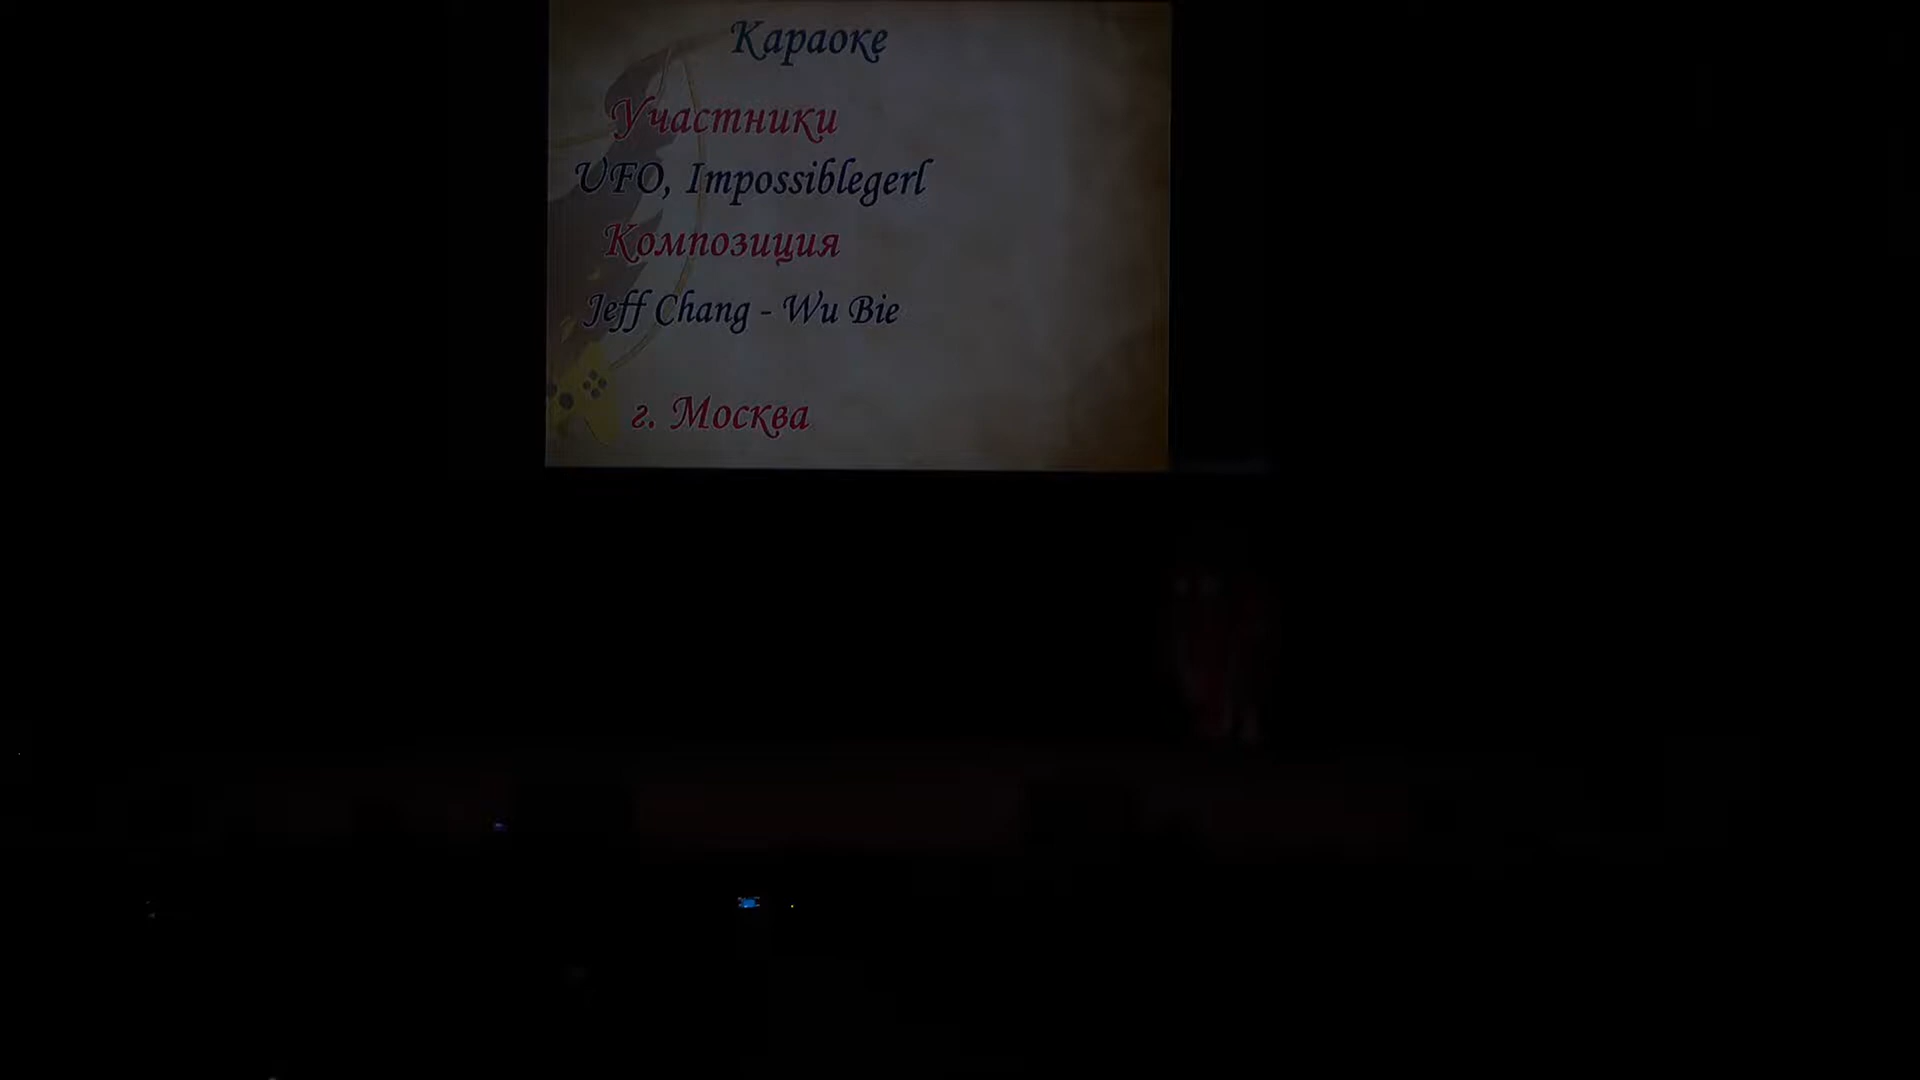 Караоке
Участники
UFO, Impossiblegerl
Композиция
Jeff Chang - Wu Bie
г. Москва